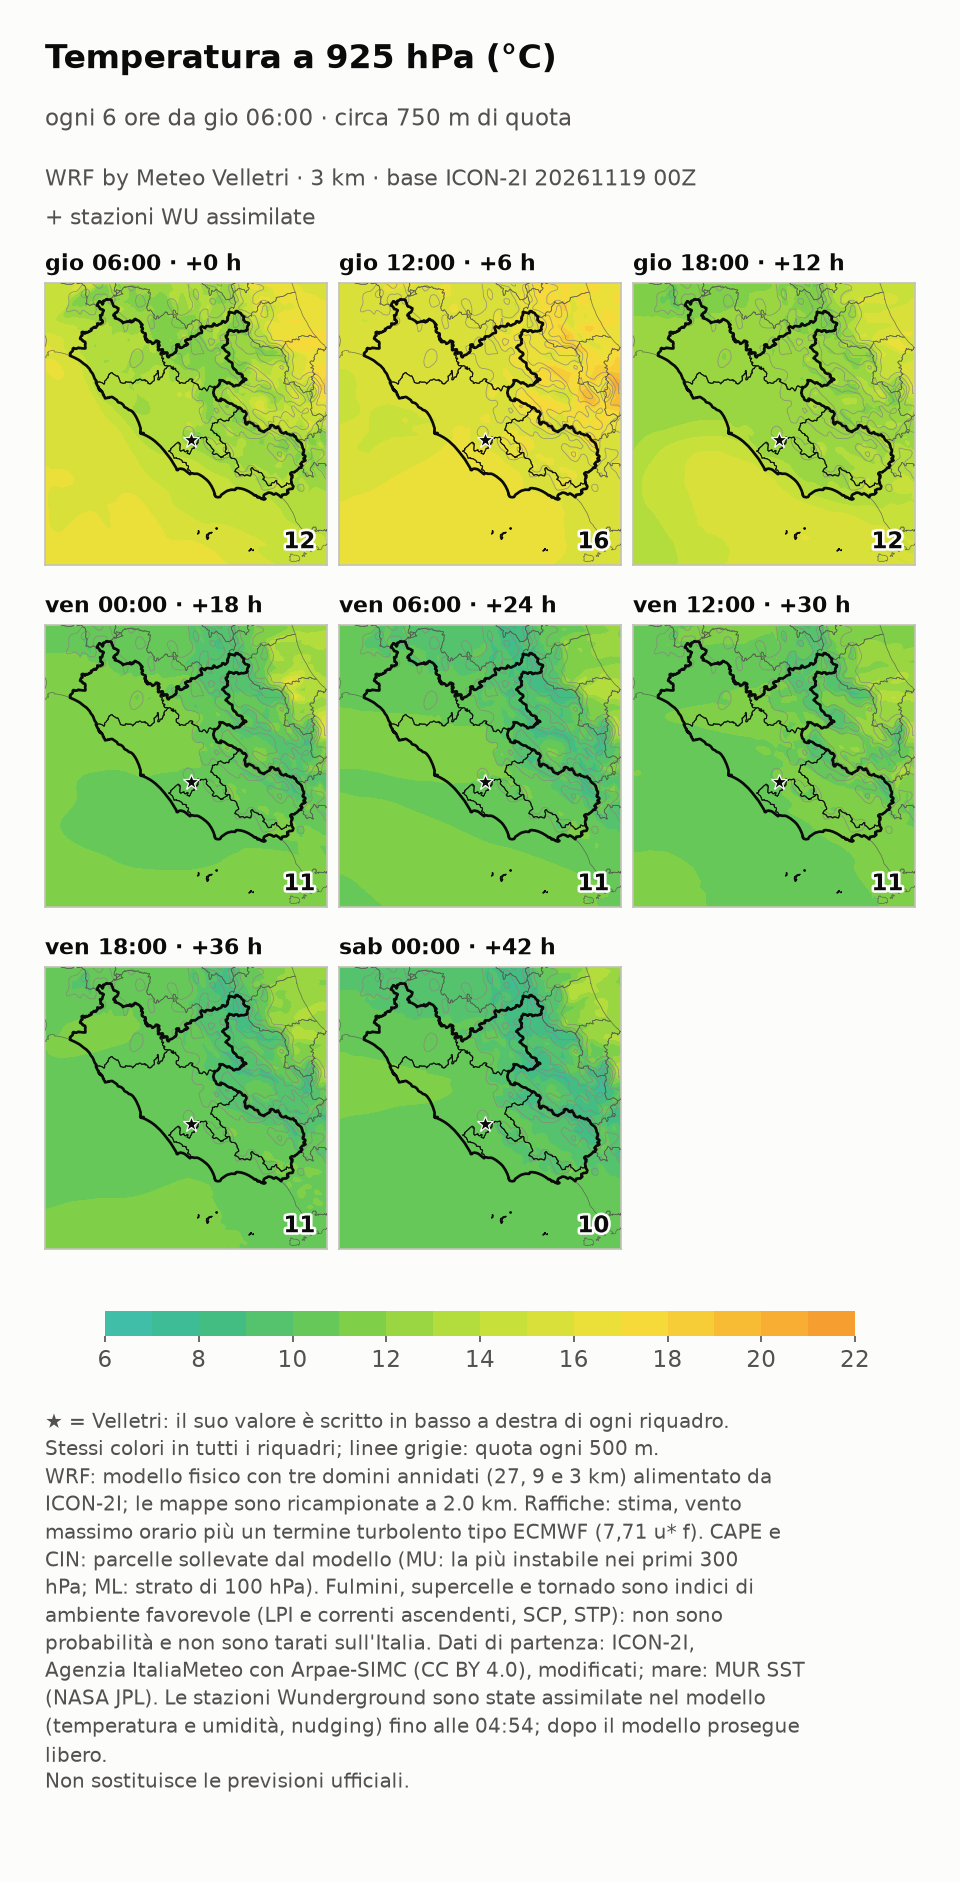 Temperatura a 925 hPa (°C)
ogni 6 ore da gio 06:00 · circa 750 m di quota
WRF by Meteo Velletri · 3 km · base ICON-2I 20261119 00Z
+ stazioni WU assimilate
gio 06:00 · +0 h
gio 12:00 · +6 h
gio 18:00 · +12 h
12
16
12
ven 00:00 · +18 h
ven 06:00 · +24 h
ven 12:00 · +30 h
11
11
11
ven 18:00 · +36 h
sab 00:00 · +42 h
11
10
6 8 10 12 14 16 18 20 22
★ = Velletri: il suo valore è scritto in basso a destra di ogni riquadro.
Stessi colori in tutti i riquadri; linee grigie: quota ogni 500 m.
WRF: modello fisico con tre domini annidati (27, 9 e 3 km) alimentato da
ICON-2I; le mappe sono ricampionate a 2.0 km. Raffiche: stima, vento
massimo orario più un termine turbolento tipo ECMWF (7,71 u* f). CAPE e
CIN: parcelle sollevate dal modello (MU: la più instabile nei primi 300
hPa; ML: strato di 100 hPa). Fulmini, supercelle e tornado sono indici di
ambiente favorevole (LPI e correnti ascendenti, SCP, STP): non sono
probabilità e non sono tarati sull'Italia. Dati di partenza: ICON-2I,
Agenzia ItaliaMeteo con Arpae-SIMC (CC BY 4.0), modificati; mare: MUR SST
(NASA JPL). Le stazioni Wunderground sono state assimilate nel modello
(temperatura e umidità, nudging) fino alle 04:54; dopo il modello prosegue
libero.
Non sostituisce le previsioni ufficiali.